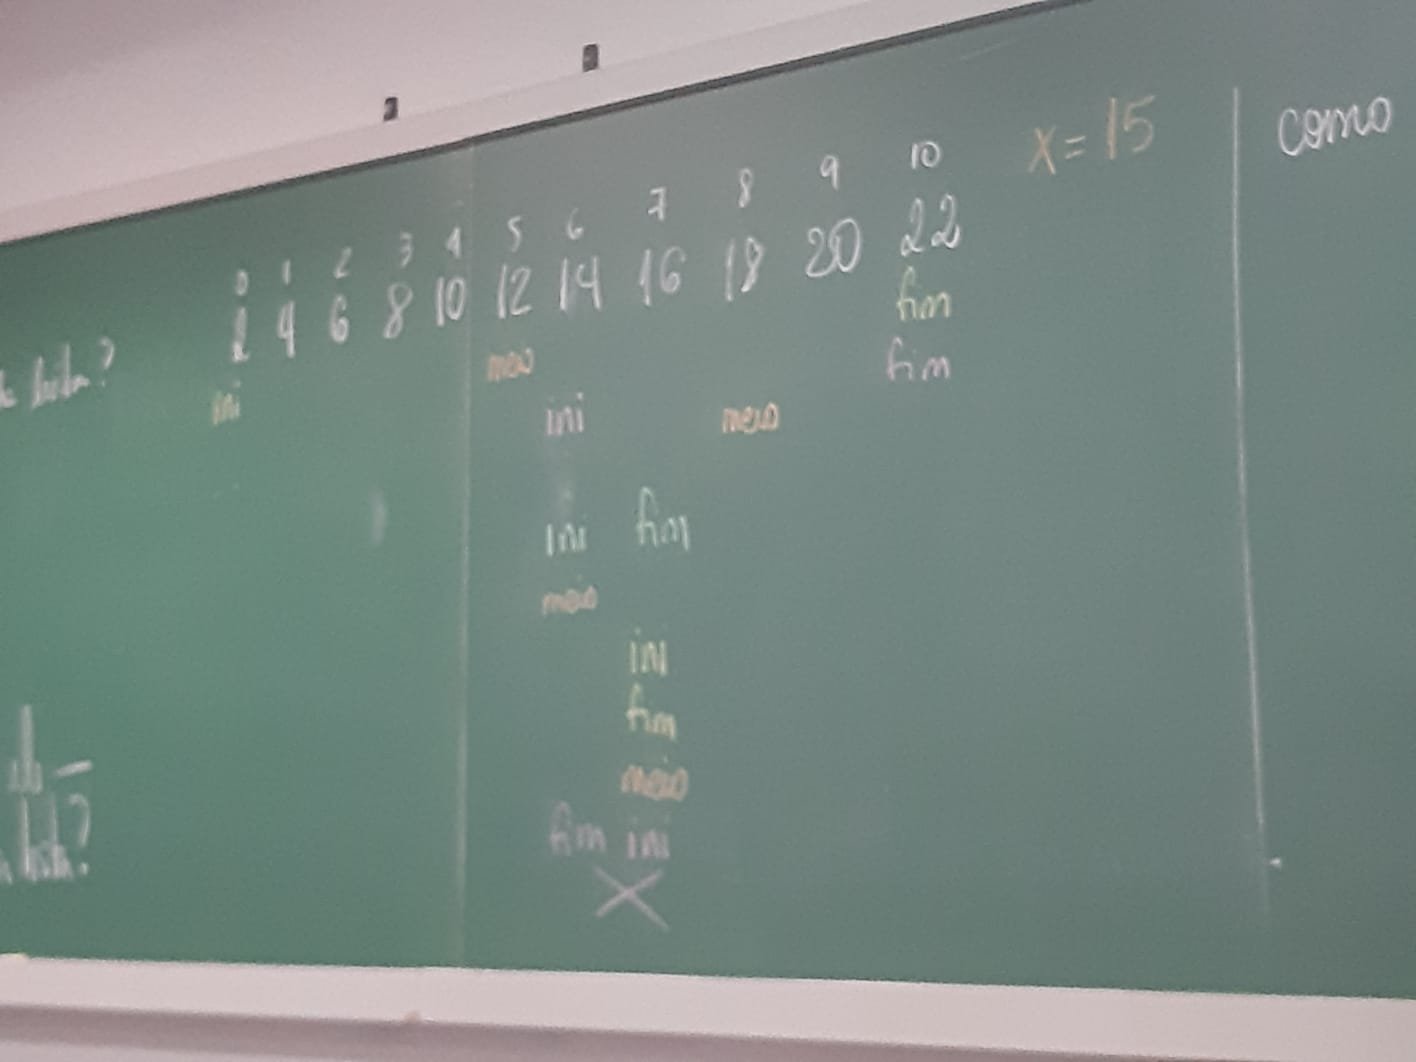 0 1 2 3 4 5 6 7 8 9 10 x = 15
2 4 6 8 10 12 14 16 18 20 22
fim
ini meio fim
ini meio
ini fim
meio
ini
fim
meio
fim ini
X
como